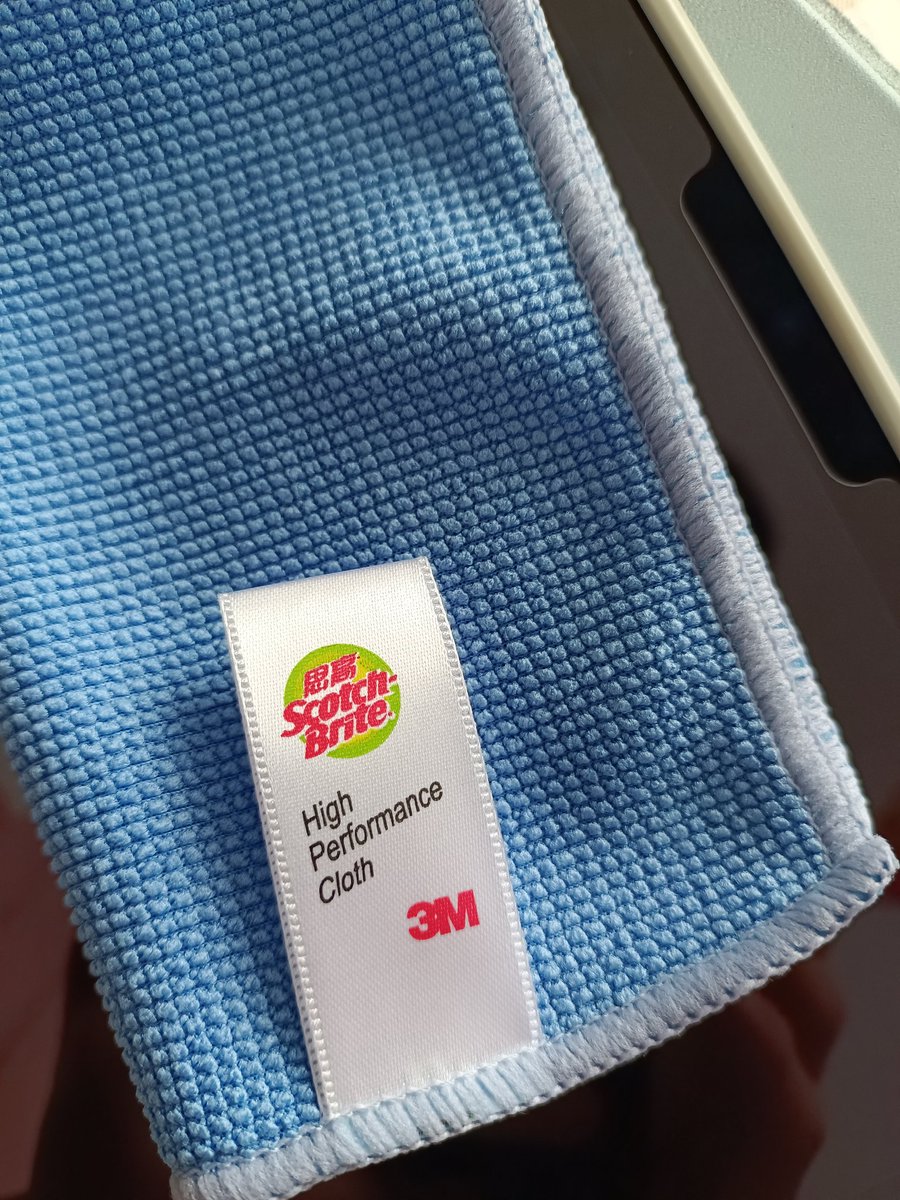 思高
Scotch-
Brite
High
Performance
Cloth
3M